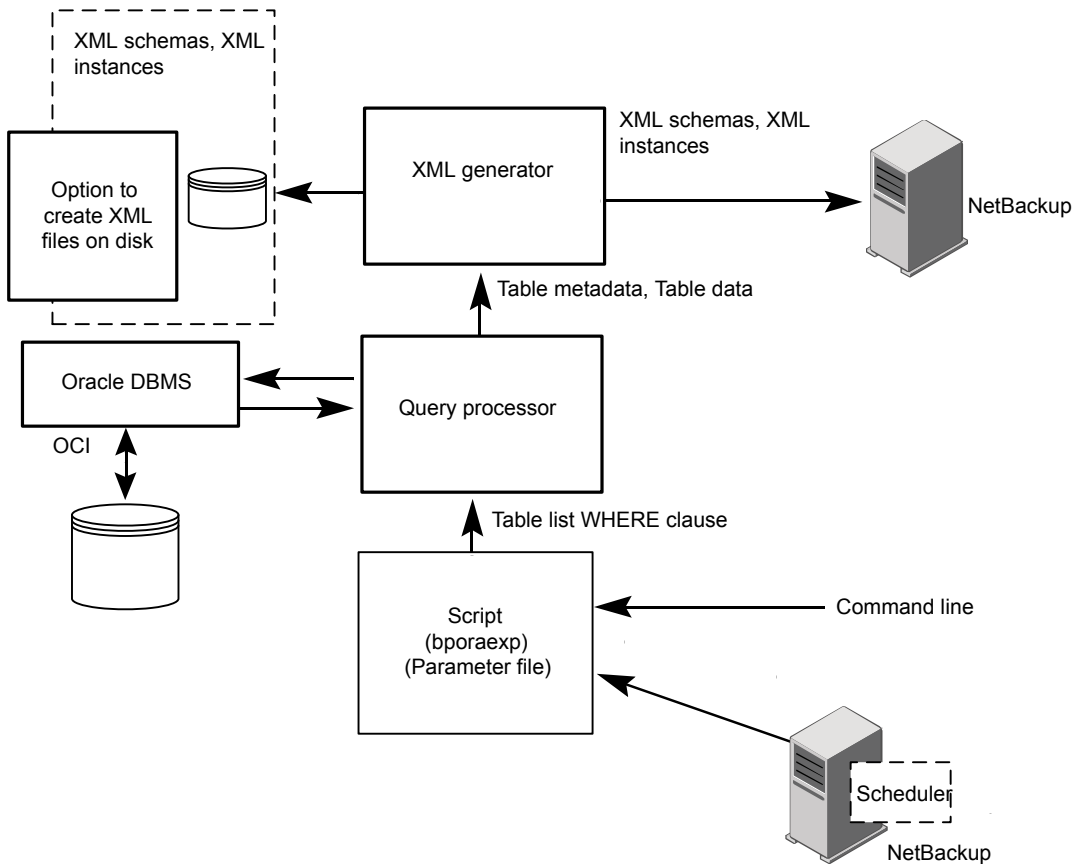 XML schemas, XML
instances
Option to
create XML
files on disk
XML generator
XML schemas, XML
instances
NetBackup
Table metadata, Table data
Oracle DBMS
Query processor
OCI
Table list WHERE clause
Script
(bporaexp)
(Parameter file)
Command line
Scheduler
NetBackup